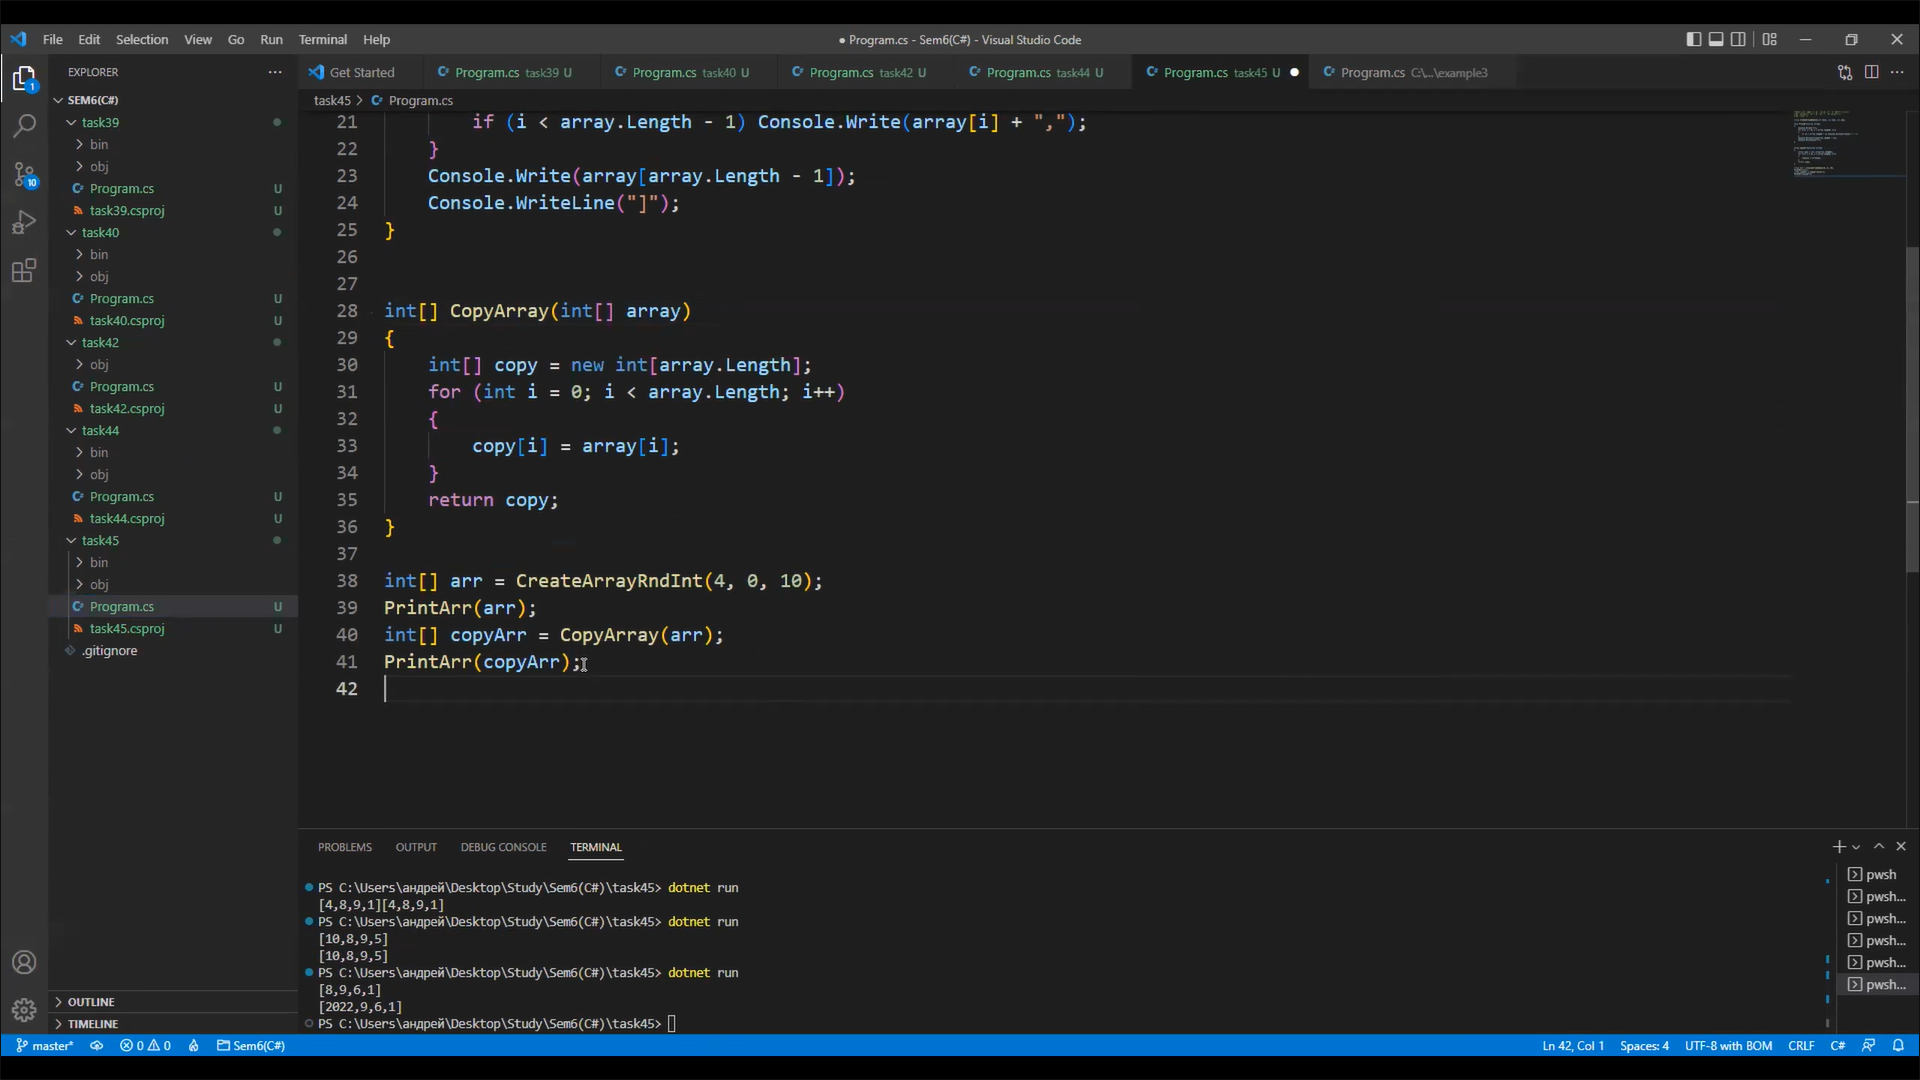 File Edit Selection View Go Run Terminal Help
● Program.cs - Sem6(C#) - Visual Studio Code
EXPLORER
Get Started
Program.cs task39 U
Program.cs task40 U
Program.cs task42 U
Program.cs task44 U
Program.cs task45 U
Program.cs C:\...\example3
task45 > Program.cs
SEM6(C#)
task39
bin
obj
Program.cs U
task39.csproj U
task40
bin
obj
Program.cs U
task40.csproj U
task42
obj
Program.cs U
task42.csproj U
task44
bin
obj
Program.cs U
task44.csproj U
task45
bin
obj
Program.cs U
task45.csproj U
.gitignore
OUTLINE
TIMELINE
1
10
21 if (i < array.Length - 1) Console.Write(array[i] + ",");
22 }
23 Console.Write(array[array.Length - 1]);
24 Console.WriteLine("]");
25 }
26
27
28 int[] CopyArray(int[] array)
29 {
30 int[] copy = new int[array.Length];
31 for (int i = 0; i < array.Length; i++)
32 {
33 copy[i] = array[i];
34 }
35 return copy;
36 }
37
38 int[] arr = CreateArrayRndInt(4, 0, 10);
39 PrintArr(arr);
40 int[] copyArr = CopyArray(arr);
41 PrintArr(copyArr);
42
PROBLEMS OUTPUT DEBUG CONSOLE TERMINAL
PS C:\Users\андрей\Desktop\Study\Sem6(C#)\task45> dotnet run
[4,8,9,1][4,8,9,1]
PS C:\Users\андрей\Desktop\Study\Sem6(C#)\task45> dotnet run
[10,8,9,5]
[10,8,9,5]
PS C:\Users\андрей\Desktop\Study\Sem6(C#)\task45> dotnet run
[8,9,6,1]
[2022,9,6,1]
PS C:\Users\андрей\Desktop\Study\Sem6(C#)\task45>
pwsh
pwsh...
pwsh...
pwsh...
pwsh...
pwsh...
master* 0 0 Sem6(C#)
Ln 42, Col 1 Spaces: 4 UTF-8 with BOM CRLF C#